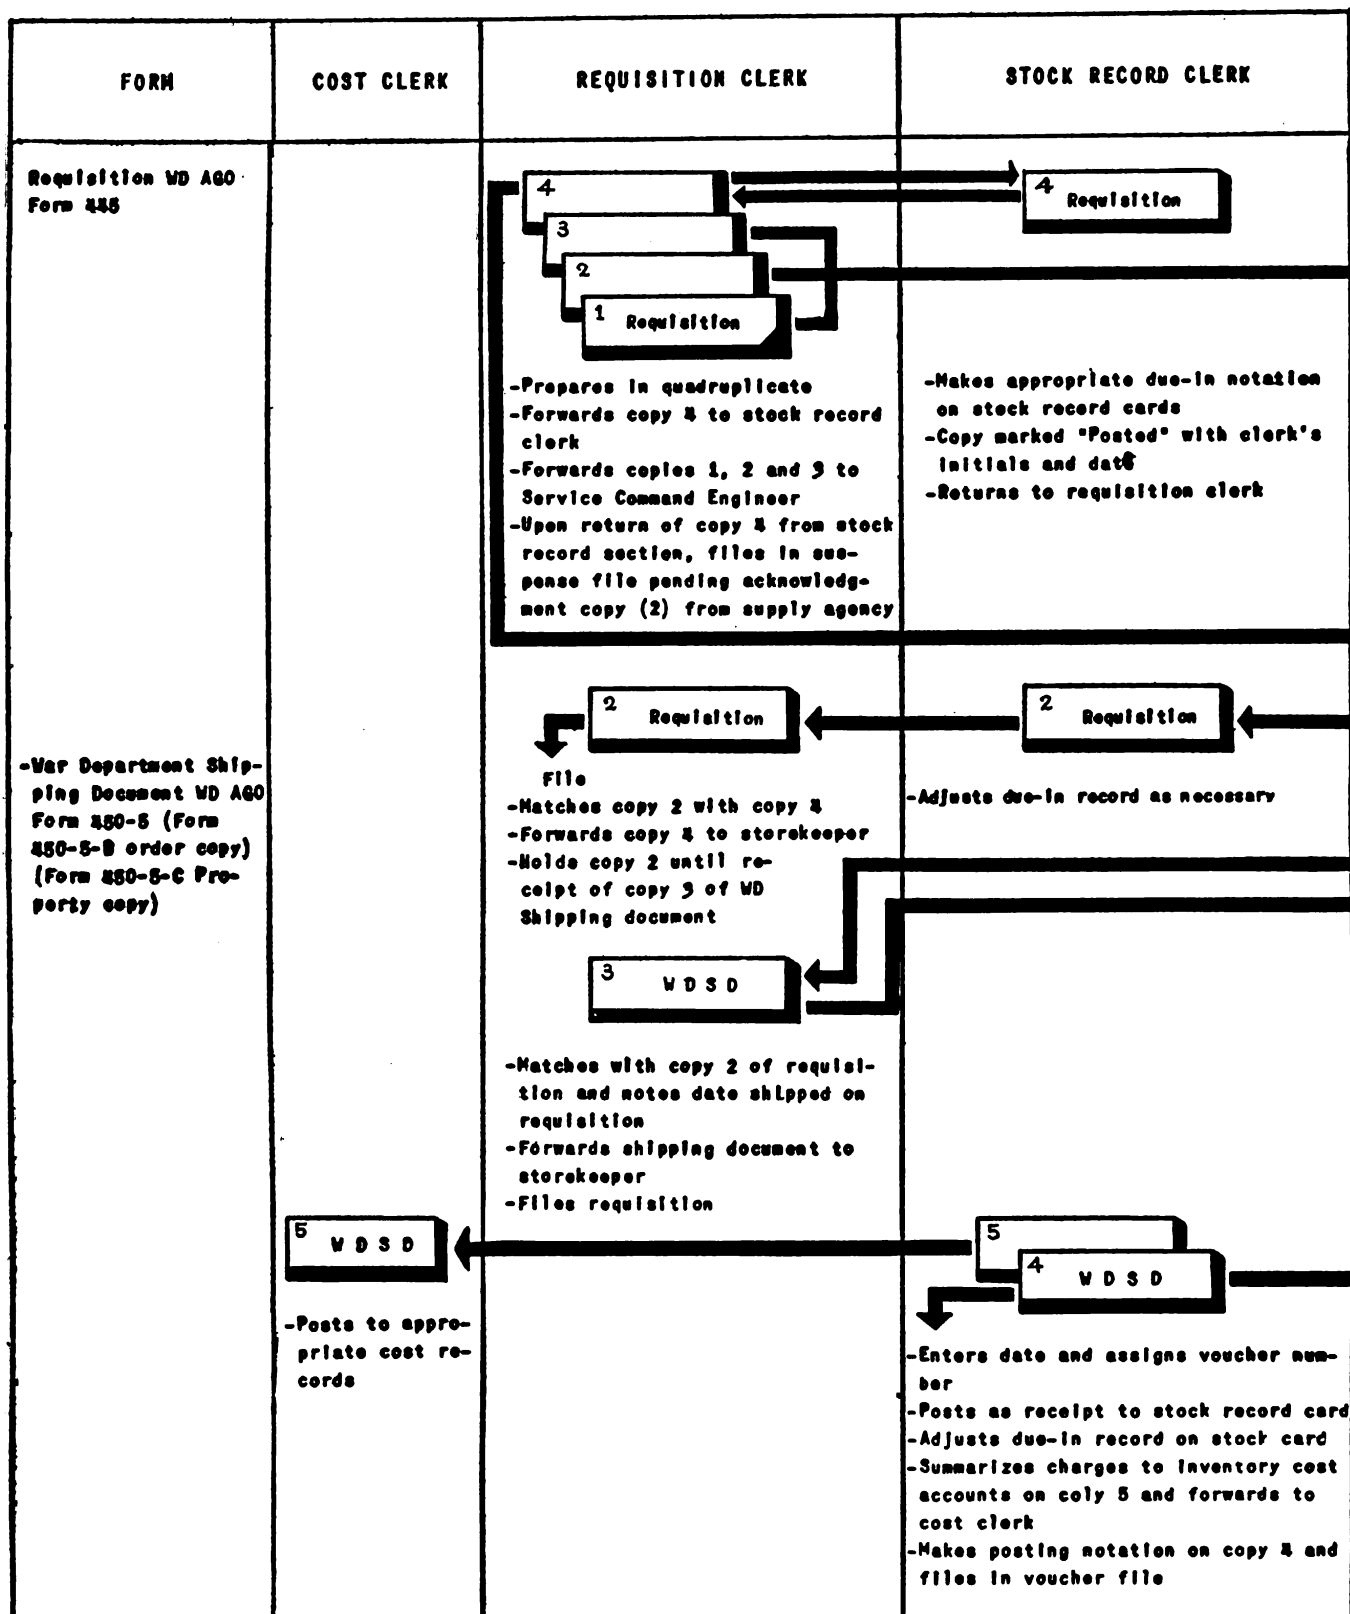 FORM
COST CLERK
REQUISITION CLERK
STOCK RECORD CLERK
Requisition WD AGO
Form 445
4
3
2
1 Requisition
4
Requisition
-Prepares in quadruplicate
-Forwards copy 4 to stock record
clerk
-Forwards copies 1, 2 and 3 to
Service Command Engineer
-Upon return of copy 4 from stock
record section, files in sus-
pense file pending acknowledg-
ment copy (2) from supply agency
-Makes appropriate due-in notation
on stock record cards
-Copy marked "Posted" with clerk's
initials and date
-Returns to requisition clerk
2 Requisition
2 Requisition
File
-Matches copy 2 with copy 4
-Forwards copy 4 to storekeeper
-Holds copy 2 until re-
ceipt of copy 3 of WD
Shipping document
-Adjusts due-in record as necessary
-War Department Ship-
ping Document WD AGO
Form 450-5 (Form
450-5-B order copy)
(Form 450-5-C Pro-
perty copy)
3 WDSD
-Matches with copy 2 of requisi-
tion and notes date shipped on
requisition
-Forwards shipping document to
storekeeper
-Files requisition
5 WDSD
-Posts to appro-
priate cost re-
cords
5
4 WDSD
-Enters date and assigns voucher num-
ber
-Posts as receipt to stock record card
-Adjusts due-in record on stock card
-Summarizes charges to inventory cost
accounts on coly 5 and forwards to
cost clerk
-Makes posting notation on copy 4 and
files in voucher file